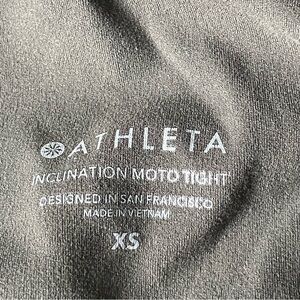 ATHLETA
INCLINATION MOTO TIGHT
DESIGNED IN SAN FRANCISCO
MADE IN VIETNAM
XS